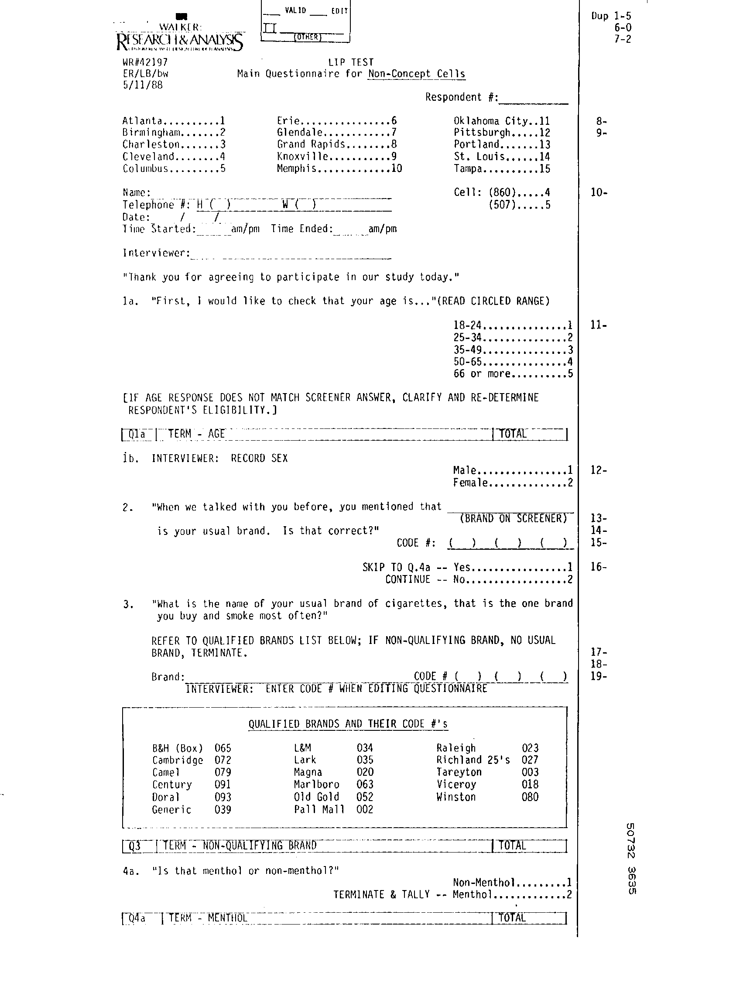 ____ VALID ____ EDIT
II
(OTHER)
WALKER:
RESEARCH & ANALYSIS
Dup 1-5
6-0
7-2
WR#42197
ER/LB/bw
5/11/88
LIP TEST
Main Questionnaire for Non-Concept Cells
Respondent #:__________
Atlanta..........1 Erie...............6 Oklahoma City..11 8-
Birmingham.......2 Glendale...........7 Pittsburgh.....12 9-
Charleston.......3 Grand Rapids.......8 Portland.......13
Cleveland........4 Knoxville..........9 St. Louis......14
Columbus.........5 Memphis.............10 Tampa..........15
Name: Cell: (860).....4 10-
Telephone #: H ( ) W ( ) (507).....5
Date: / /
Time Started:______am/pm Time Ended:______am/pm
Interviewer:
"Thank you for agreeing to participate in our study today."
1a. "First, I would like to check that your age is..."(READ CIRCLED RANGE)
18-24...............1 11-
25-34...............2
35-49...............3
50-65...............4
66 or more..........5
[IF AGE RESPONSE DOES NOT MATCH SCREENER ANSWER, CLARIFY AND RE-DETERMINE
RESPONDENT'S ELIGIBILITY.]
Q1a TERM - AGE TOTAL
1b. INTERVIEWER: RECORD SEX
Male................1 12-
Female..............2
2. "When we talked with you before, you mentioned that ____________
(BRAND ON SCREENER) 13-
14-
is your usual brand. Is that correct?"
CODE #: ( ) ( ) ( ) 15-
SKIP TO Q.4a -- Yes.................1 16-
CONTINUE -- No..................2
3. "What is the name of your usual brand of cigarettes, that is the one brand
you buy and smoke most often?"
REFER TO QUALIFIED BRANDS LIST BELOW; IF NON-QUALIFYING BRAND, NO USUAL
BRAND, TERMINATE. 17-
18-
Brand:____________ CODE # ( ) ( ) ( ) 19-
INTERVIEWER: ENTER CODE # WHEN EDITING QUESTIONNAIRE
QUALIFIED BRANDS AND THEIR CODE #'s
B&H (Box) 065 L&M 034 Raleigh 023
Cambridge 072 Lark 035 Richland 25's 027
Camel 079 Magna 020 Tareyton 003
Century 091 Marlboro 063 Viceroy 018
Doral 093 Old Gold 052 Winston 080
Generic 039 Pall Mall 002
Q3 TERM - NON-QUALIFYING BRAND TOTAL
4a. "Is that menthol or non-menthol?"
Non-Menthol.........1
TERMINATE & TALLY -- Menthol.............2
Q4a TERM - MENTHOL TOTAL
50732 3635